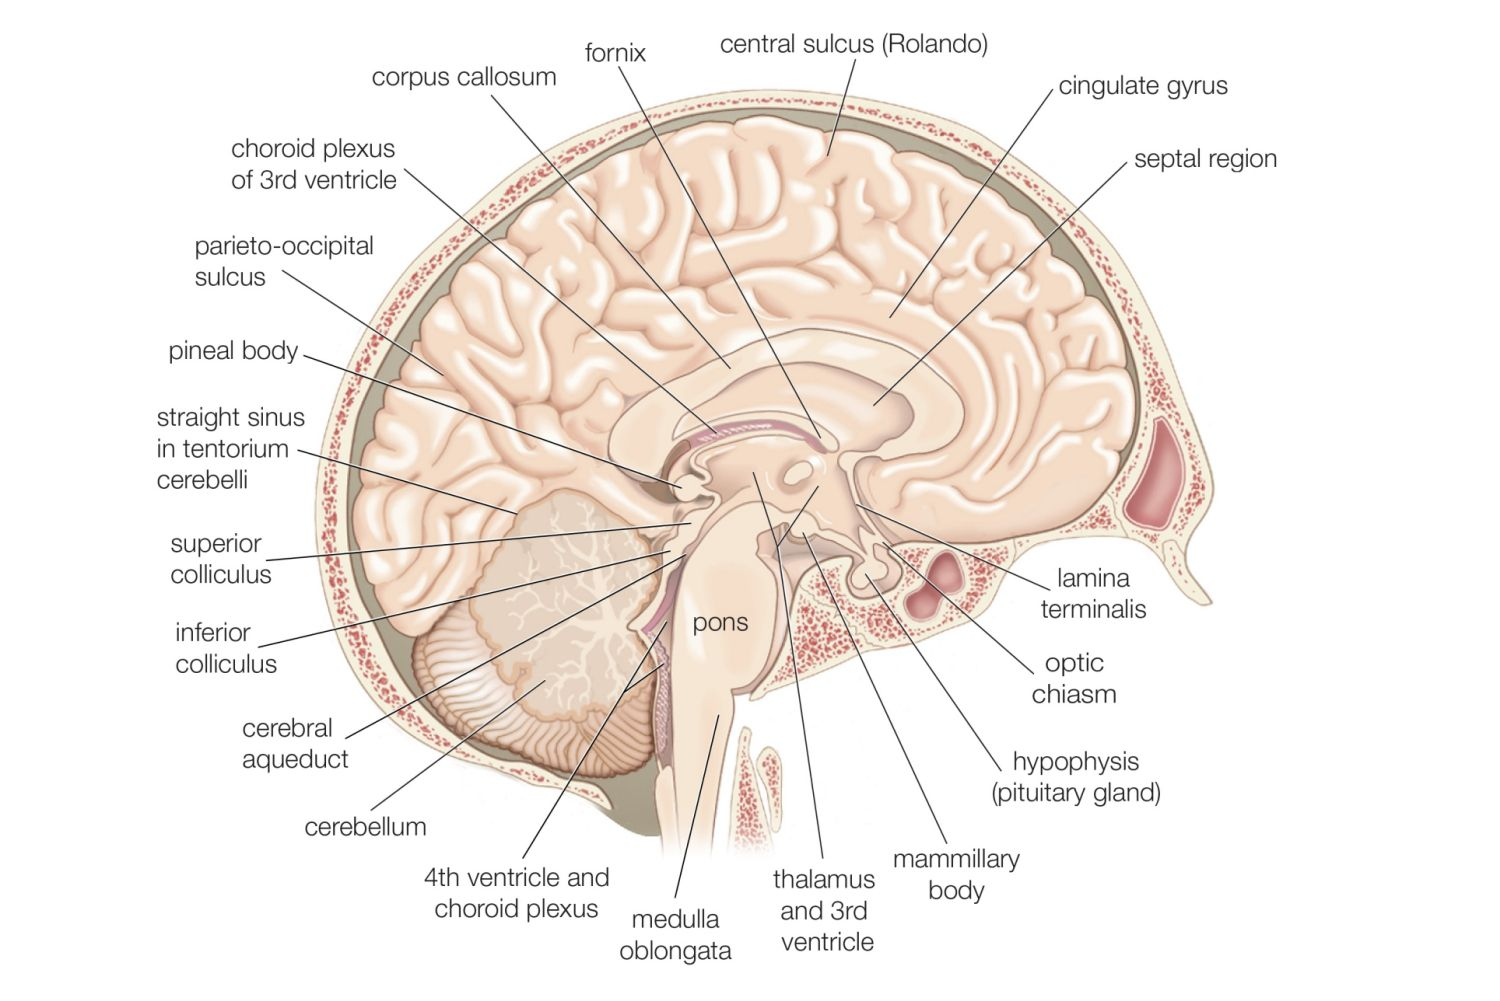 fornix
central sulcus (Rolando)
corpus callosum
cingulate gyrus
choroid plexus
of 3rd ventricle
septal region
parieto-occipital
sulcus
pineal body
straight sinus
in tentorium
cerebelli
superior
colliculus
lamina
terminalis
pons
inferior
colliculus
optic
chiasm
cerebral
aqueduct
hypophysis
(pituitary gland)
cerebellum
mammillary
body
4th ventricle and
choroid plexus
thalamus
and 3rd
ventricle
medulla
oblongata